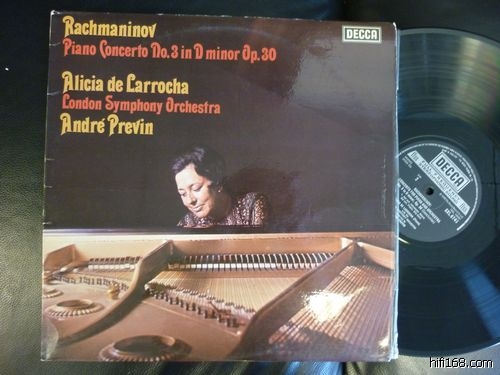 Rachmaninov
Piano Concerto No. 3 in D minor Op. 30
DECCA
Alicia de Larrocha
London Symphony Orchestra
André Previn
DECCA
hifi168.com